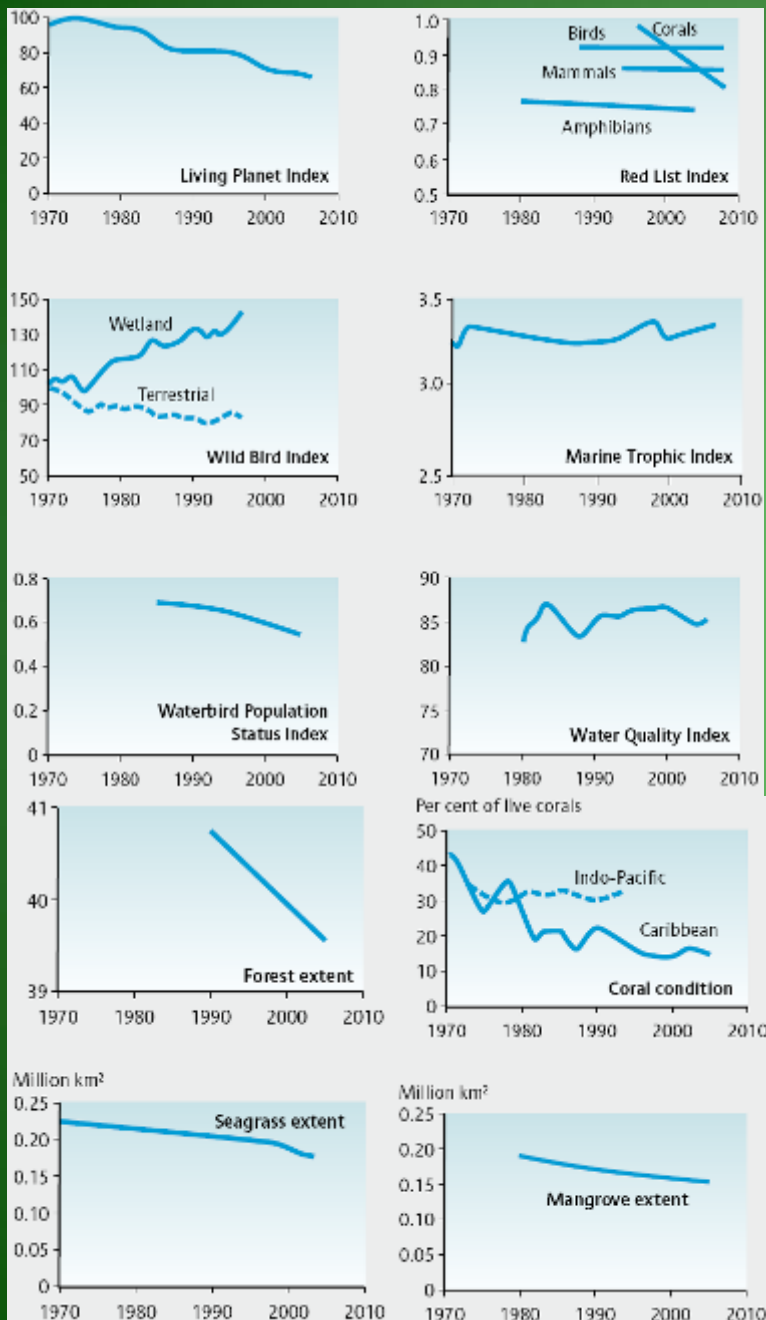 100
80
60
40
20
0
Living Planet Index
1970 1980 1990 2000 2010
1.0
0.9
0.8
0.7
0.6
0.5
Birds Corals
Mammals
Amphibians
Red List Index
1970 1980 1990 2000 2010
150
130
110
90
70
50
Wetland
Terrestrial
Wild Bird Index
1970 1980 1990 2000 2010
3.5
3.0
2.5
Marine Trophic Index
1970 1980 1990 2000 2010
0.8
0.6
0.4
0.2
0
Waterbird Population
Status Index
1970 1980 1990 2000 2010
90
85
80
75
70
Water Quality Index
1970 1980 1990 2000 2010
41
40
39
Forest extent
1970 1980 1990 2000 2010
Per cent of live corals
50
40
30
20
10
0
Indo-Pacific
Caribbean
Coral condition
1970 1980 1990 2000 2010
Million km²
0.25
0.20
0.15
0.10
0.05
0
Seagrass extent
1970 1980 1990 2000 2010
Million km²
0.25
0.20
0.15
0.10
0.05
0
Mangrove extent
1970 1980 1990 2000 2010